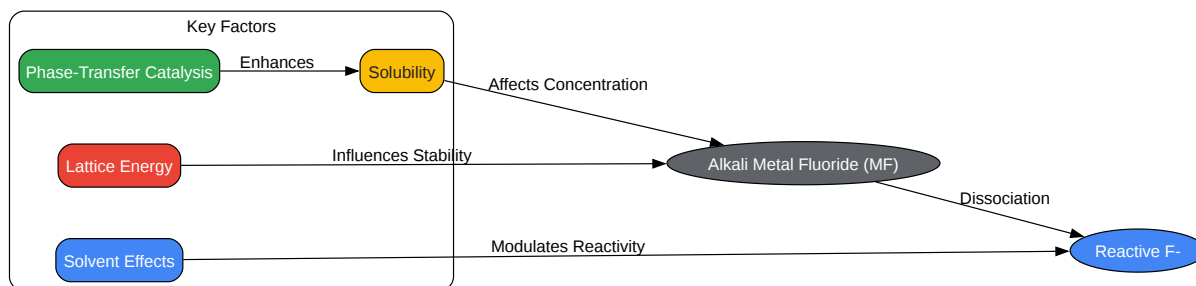 Key Factors
Phase-Transfer Catalysis
Enhances
Solubility
Affects Concentration
Lattice Energy
Influences Stability
Alkali Metal Fluoride (MF)
Dissociation
Solvent Effects
Modulates Reactivity
Reactive F-